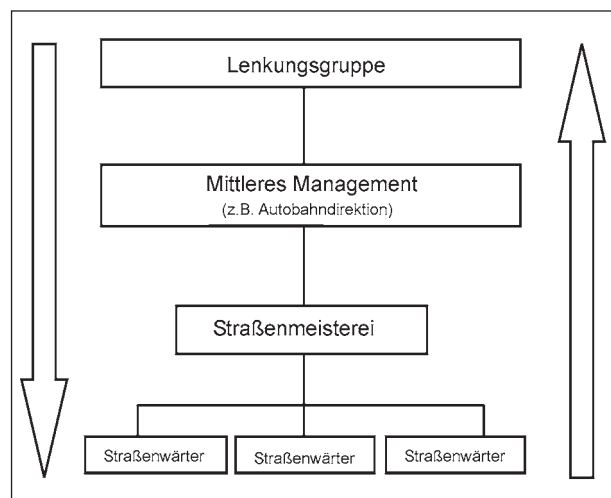 Lenkungsgruppe
Mittleres Management
(z.B. Autobahndirektion)
Straßenmeisterei
Straßenwärter
Straßenwärter
Straßenwärter